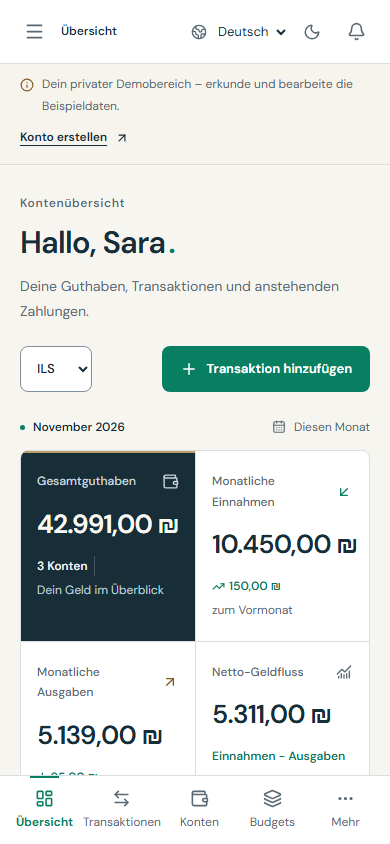 Übersicht
Deutsch
Dein privater Demobereich – erkunde und bearbeite die
Beispieldaten.
Konto erstellen
Kontenübersicht
Hallo, Sara.
Deine Guthaben, Transaktionen und anstehenden
Zahlungen.
ILS
Transaktion hinzufügen
November 2026
Diesen Monat
Gesamtguthaben
42.991,00 ₪
3 Konten
Dein Geld im Überblick
Monatliche
Einnahmen
10.450,00 ₪
150,00 ₪
zum Vormonat
Monatliche
Ausgaben
5.139,00 ₪
Netto-Geldfluss
5.311,00 ₪
Einnahmen - Ausgaben
Übersicht
Transaktionen
Konten
Budgets
Mehr